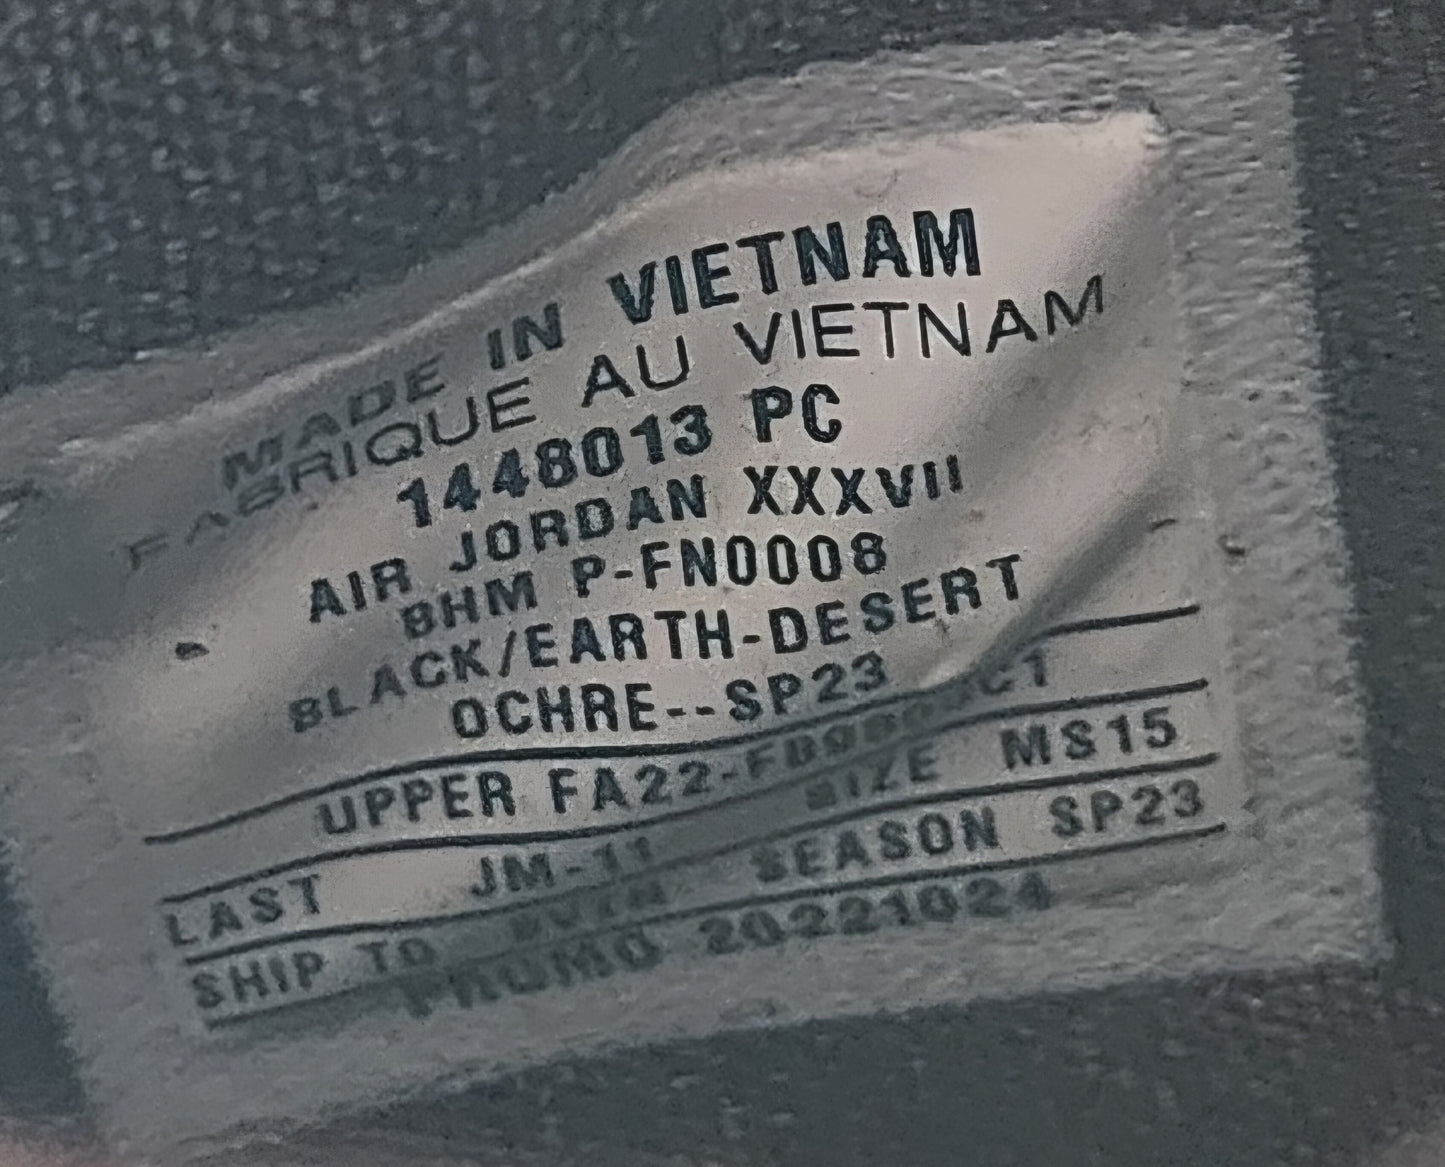 MADE IN VIETNAM
FABRIQUE AU VIETNAM
1448013 PC
AIR JORDAN XXXVII
BHM P-FN0008
BLACK/EARTH-DESERT
OCHRE--SP23
UPPER
LAST JM-11 SIZE MS15
SHIP TO SEASON SP23
PROMO 20221024